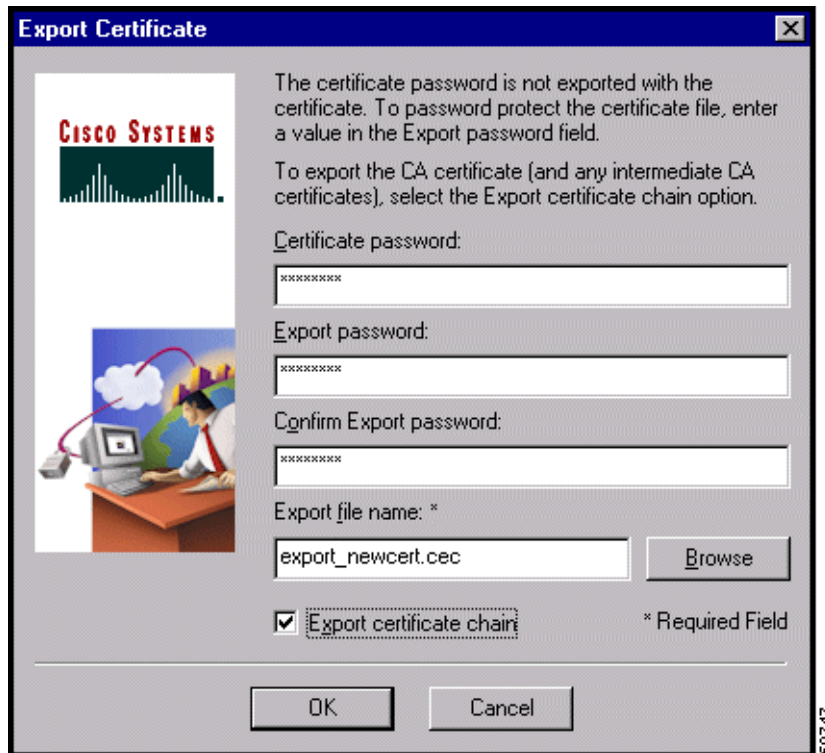 Export Certificate
CISCO SYSTEMS
The certificate password is not exported with the
certificate. To password protect the certificate file, enter
a value in the Export password field.
To export the CA certificate (and any intermediate CA
certificates), select the Export certificate chain option.
Certificate password:
********
Export password:
********
Confirm Export password:
********
Export file name: *
export_newcert.cec
Browse
Export certificate chain
* Required Field
OK
Cancel